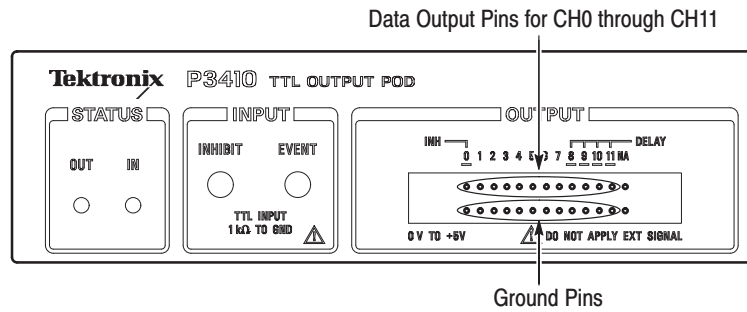 Data Output Pins for CH0 through CH11
Tektronix P3410 TTL OUTPUT POD
STATUS
OUT IN
INPUT
INHIBIT EVENT
TTL INPUT
1 kΩ TO GND
OUTPUT
INH DELAY
0 1 2 3 4 5 6 7 8 9 10 11 NA
0 V TO +5V DO NOT APPLY EXT SIGNAL
Ground Pins